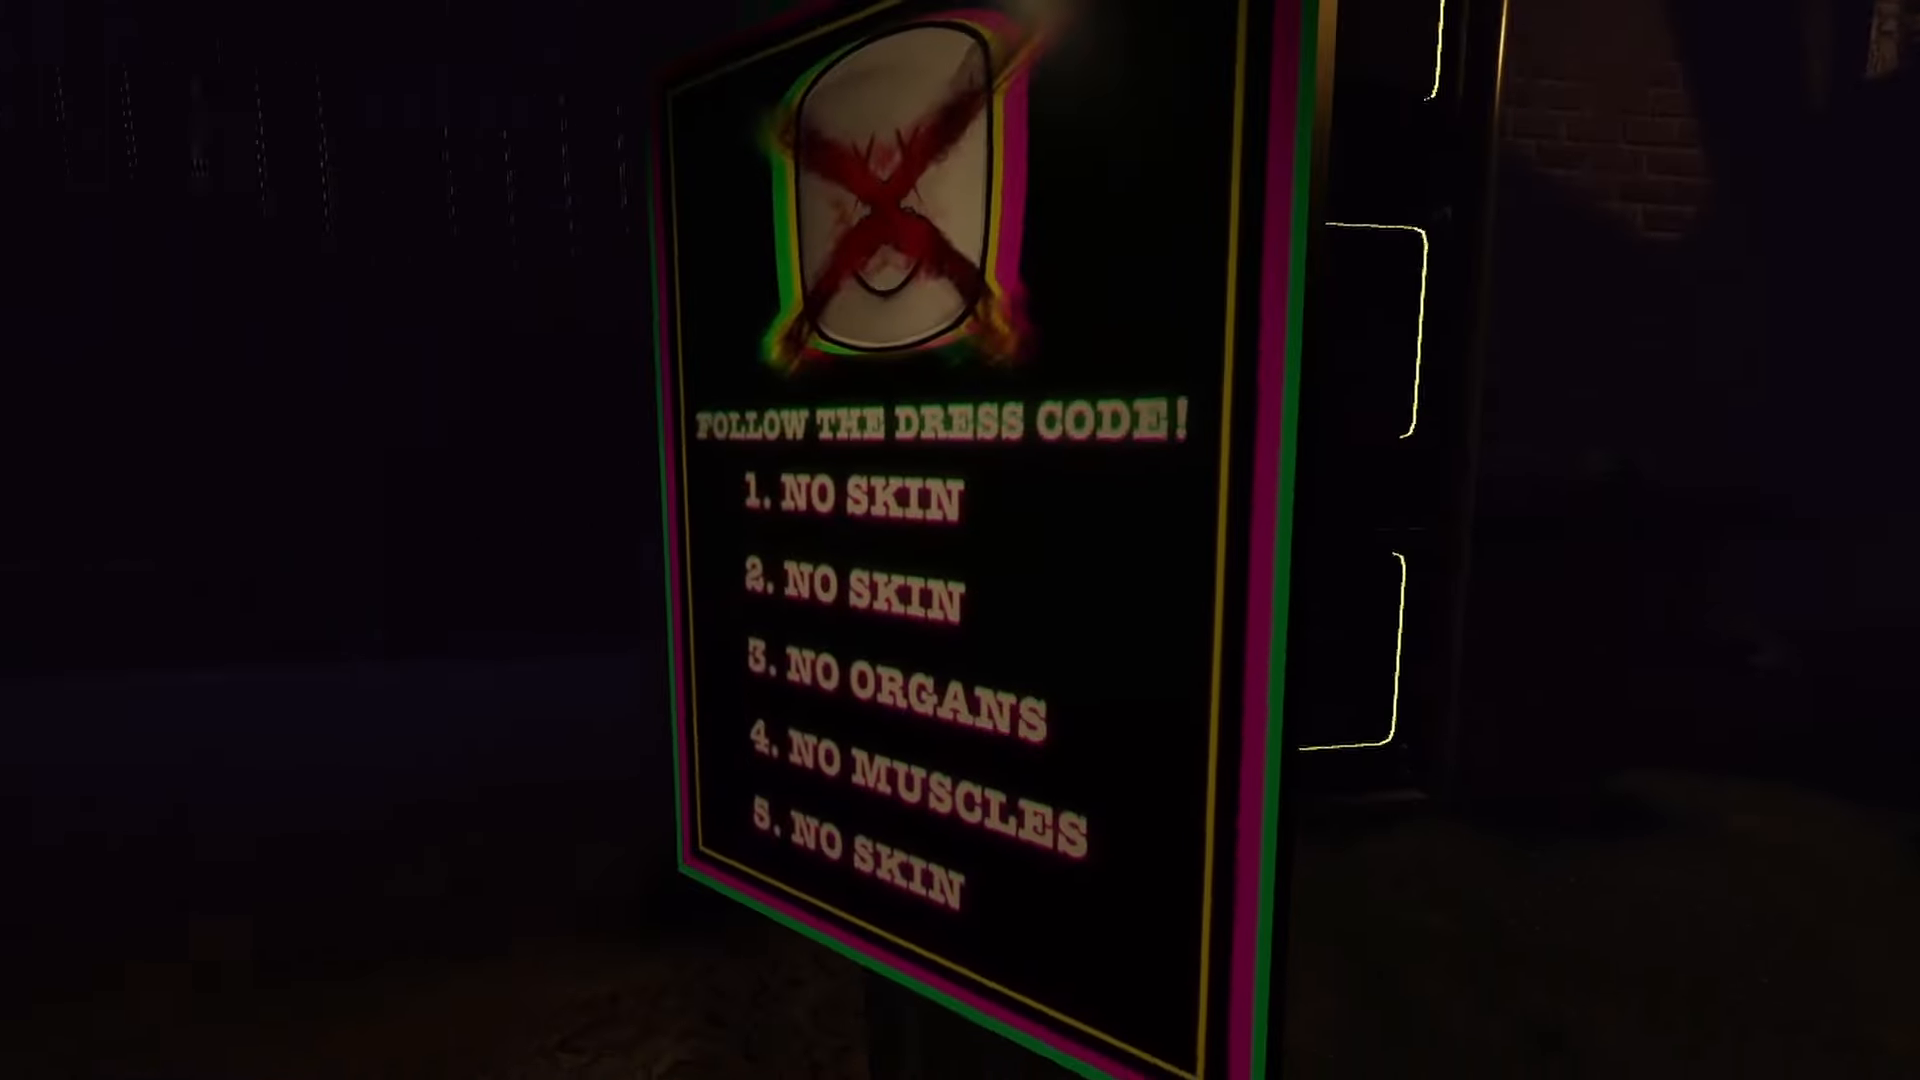 FOLLOW THE DRESS CODE!
1. NO SKIN
2. NO SKIN
3. NO ORGANS
4. NO MUSCLES
5. NO SKIN